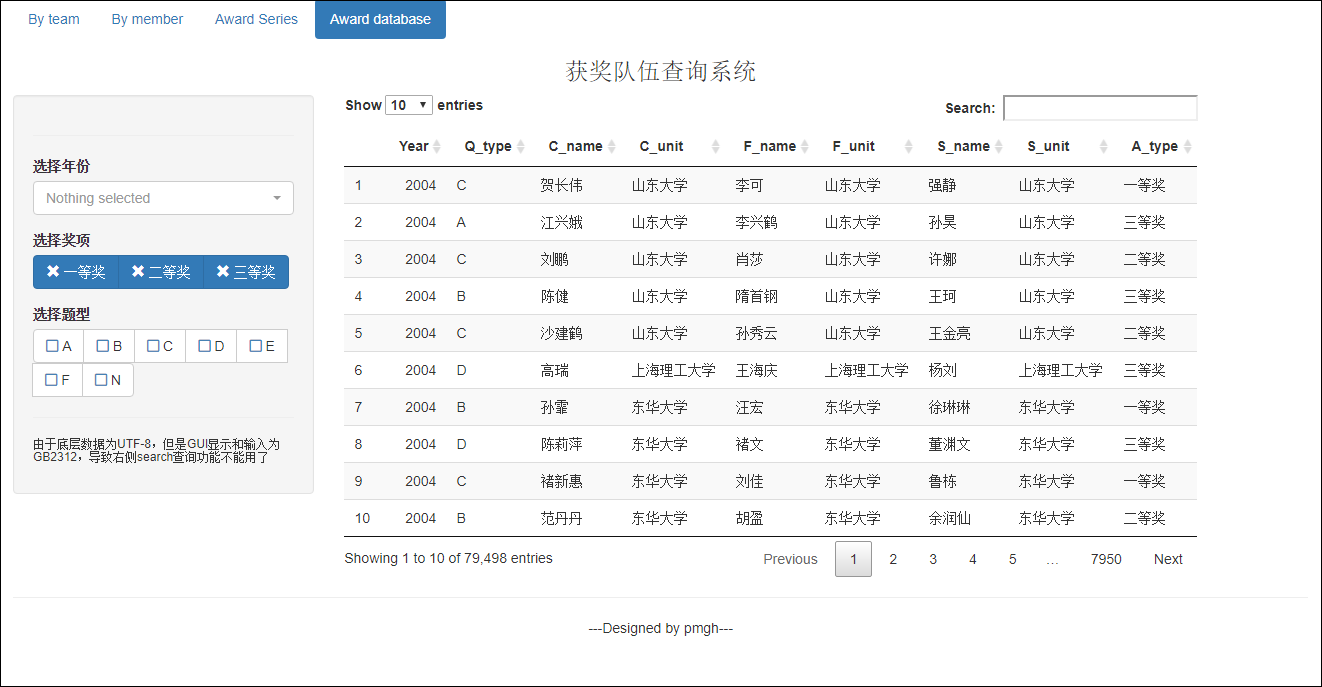 By team By member Award Series Award database
获奖队伍查询系统
选择年份
Nothing selected
选择奖项
一等奖 二等奖 三等奖
选择题型
A B C D E
F N
由于底层数据为UTF-8，但是GUI显示和输入为
GB2312，导致右侧search查询功能不能用了
Show 10 entries
Search:
Year Q_type C_name C_unit F_name F_unit S_name S_unit A_type
1 2004 C 贺长伟 山东大学 李可 山东大学 强静 山东大学 一等奖
2 2004 A 江兴娥 山东大学 李兴鹤 山东大学 孙昊 山东大学 三等奖
3 2004 C 刘鹏 山东大学 肖莎 山东大学 许娜 山东大学 二等奖
4 2004 B 陈健 山东大学 隋首钢 山东大学 王珂 山东大学 三等奖
5 2004 C 沙建鹤 山东大学 孙秀云 山东大学 王金亮 山东大学 二等奖
6 2004 D 高瑞 上海理工大学 王海庆 上海理工大学 杨刘 上海理工大学 三等奖
7 2004 B 孙霏 东华大学 汪宏 东华大学 徐琳琳 东华大学 一等奖
8 2004 D 陈莉萍 东华大学 褚文 东华大学 董渊文 东华大学 三等奖
9 2004 C 褚新惠 东华大学 刘佳 东华大学 鲁栋 东华大学 一等奖
10 2004 B 范丹丹 东华大学 胡盈 东华大学 余润仙 东华大学 二等奖
Showing 1 to 10 of 79,498 entries
Previous 1 2 3 4 5 … 7950 Next
---Designed by pmgh---